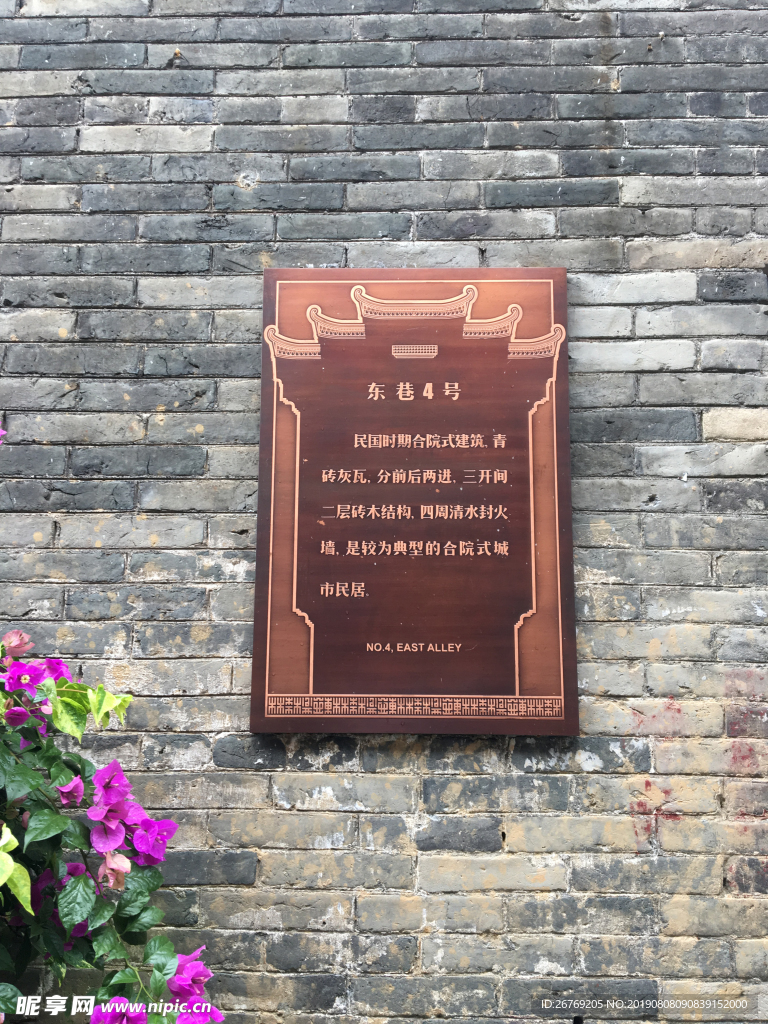 东巷4号
民国时期合院式建筑，青
砖灰瓦，分前后两进，三开间
二层砖木结构，四周清水封火
墙，是较为典型的合院式城
市民居。
NO.4, EAST ALLEY
昵享网 www.nipic.cn
ID:26769205 NO:20190808090839152000